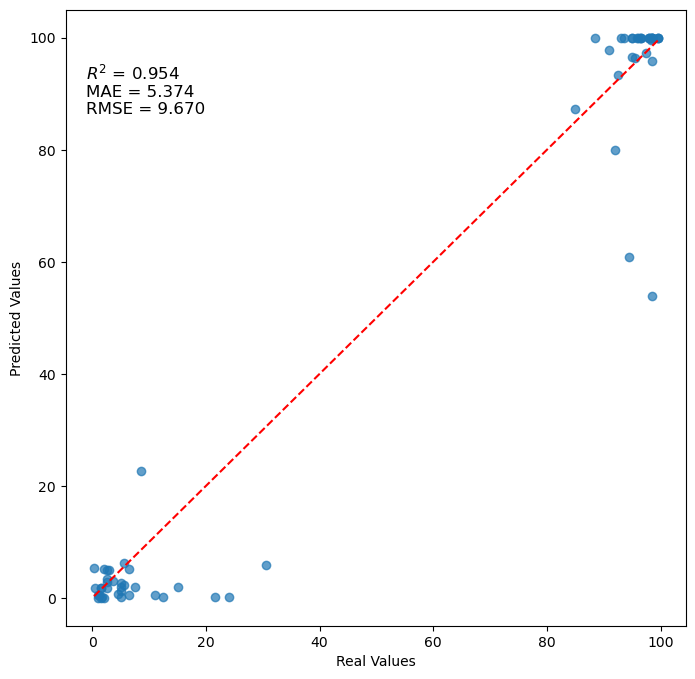 R² = 0.954
MAE = 5.374
RMSE = 9.670
100
80
60
40
20
0
Predicted Values
0 20 40 60 80 100
Real Values